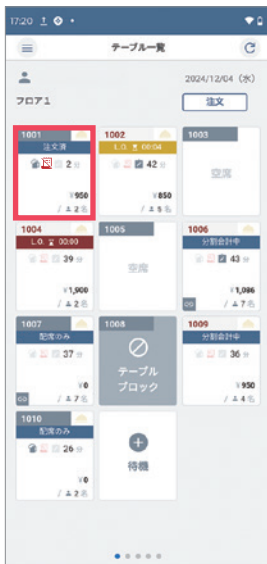 17:20
テーブル一覧
2024/12/04 (水)
フロア1
注文
1001
注文済
2分
¥950
/ 2名
1002
L.O. 00:04
42分
¥850
/ 5名
1003
空席
1004
L.O. 00:00
39分
¥1,900
/ 2名
1005
空席
1006
分割会計中
43分
¥1,086
/ 7名
1007
配席のみ
37分
¥0
/ 7名
1008
テーブル
ブロック
1009
分割会計中
36分
¥950
/ 4名
1010
配席のみ
26分
¥0
/ 2名
待機